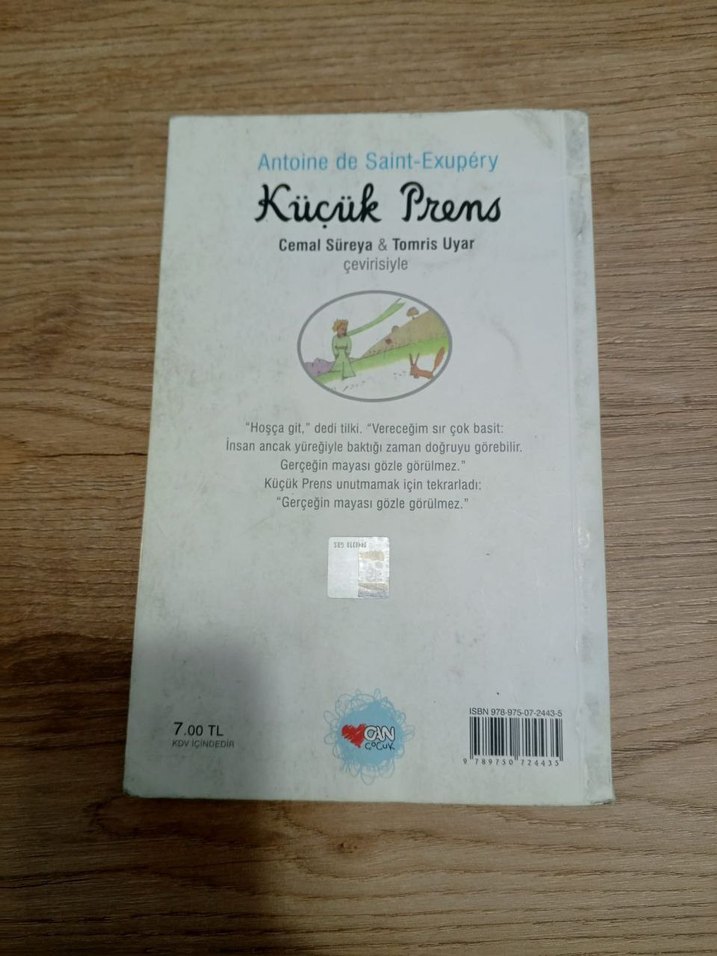 Antoine de Saint-Exupéry
Küçük Prens
Cemal Süreya & Tomris Uyar
çevirisiyle
"Hoşça git," dedi tilki. "Vereceğim sır çok basit:
İnsan ancak yüreğiyle baktığı zaman doğruyu görebilir.
Gerçeğin mayası gözle görülmez."
Küçük Prens unutmamak için tekrarladı:
"Gerçeğin mayası gözle görülmez."
7.00 TL
KDV İÇİNDEDİR
CAN
ÇOCUK
ISBN 978-975-07-2443-5
9 789750 724435